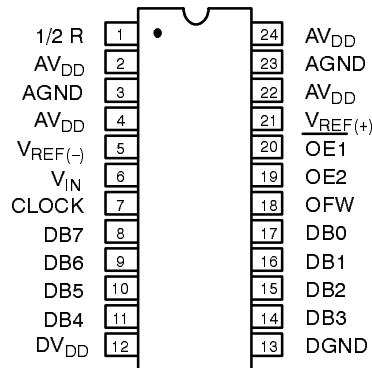 1/2 R 1 24 AVDD
AVDD 2 23 AGND
AGND 3 22 AVDD
AVDD 4 21 VREF(+)
VREF(–) 5 20 OE1
VIN 6 19 OE2
CLOCK 7 18 OFW
DB7 8 17 DB0
DB6 9 16 DB1
DB5 10 15 DB2
DB4 11 14 DB3
DVDD 12 13 DGND